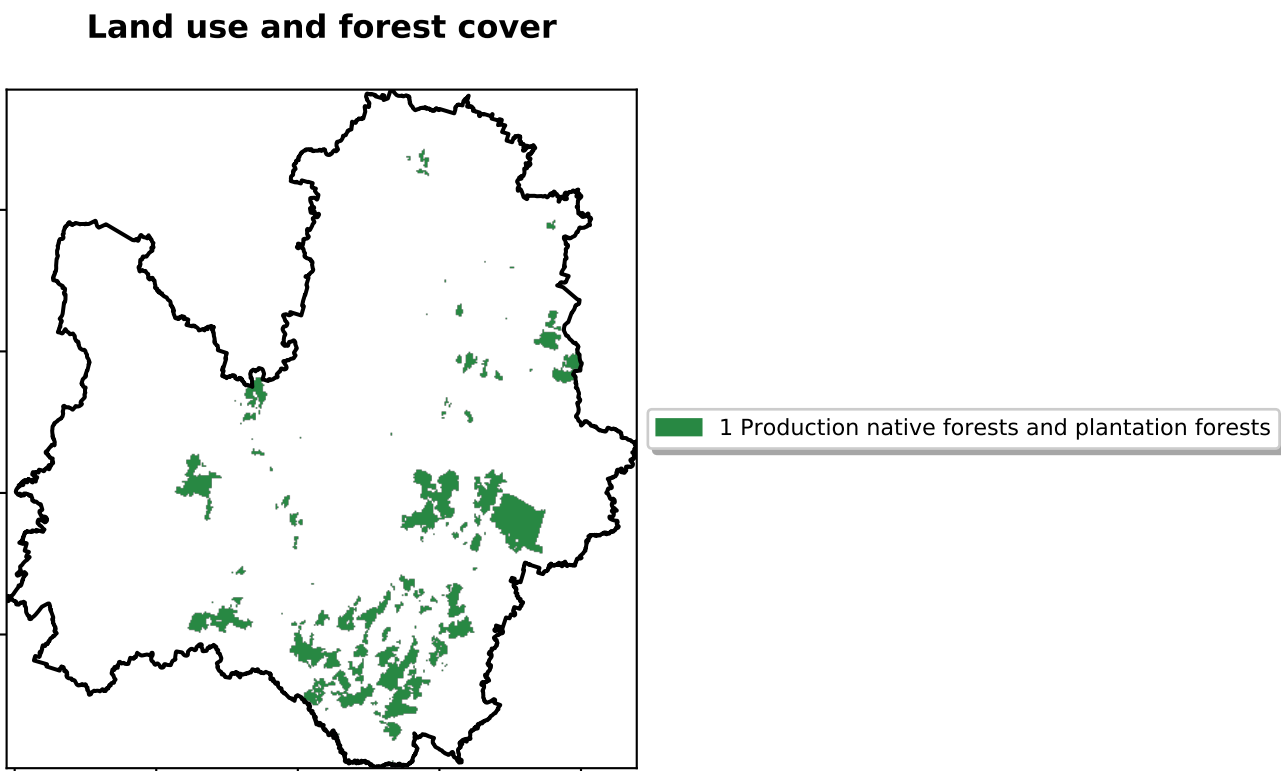 Land use and forest cover
1 Production native forests and plantation forests